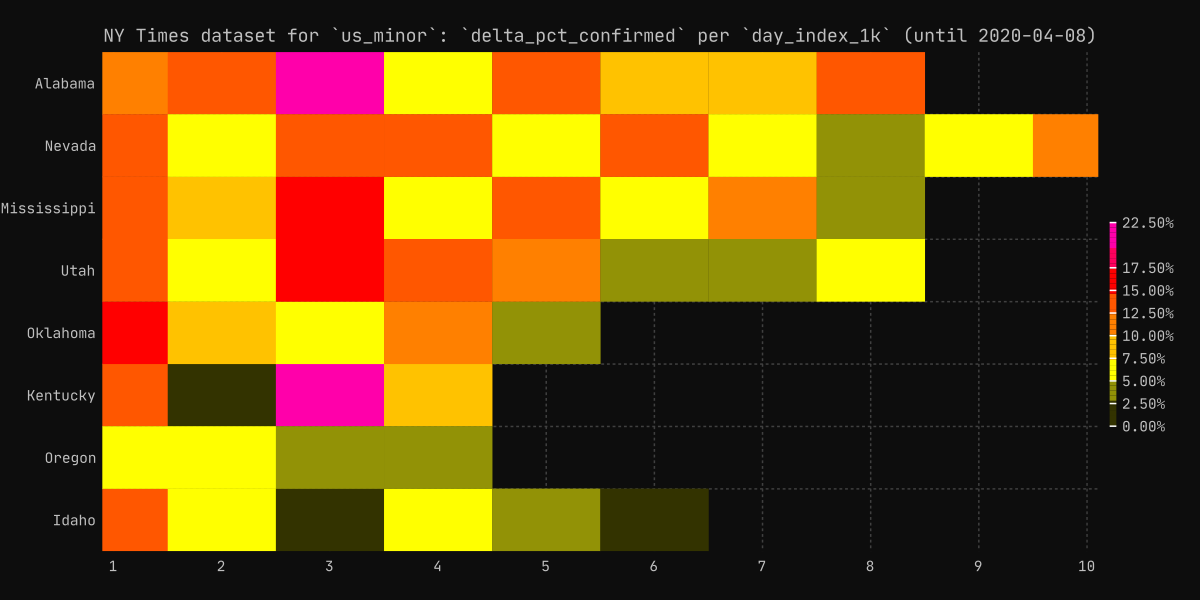 NY Times dataset for `us_minor`: `delta_pct_confirmed` per `day_index_1k` (until 2020-04-08)
Alabama
Nevada
Mississippi
Utah
Oklahoma
Kentucky
Oregon
Idaho
22.50%
17.50%
15.00%
12.50%
10.00%
7.50%
5.00%
2.50%
0.00%
1 2 3 4 5 6 7 8 9 10